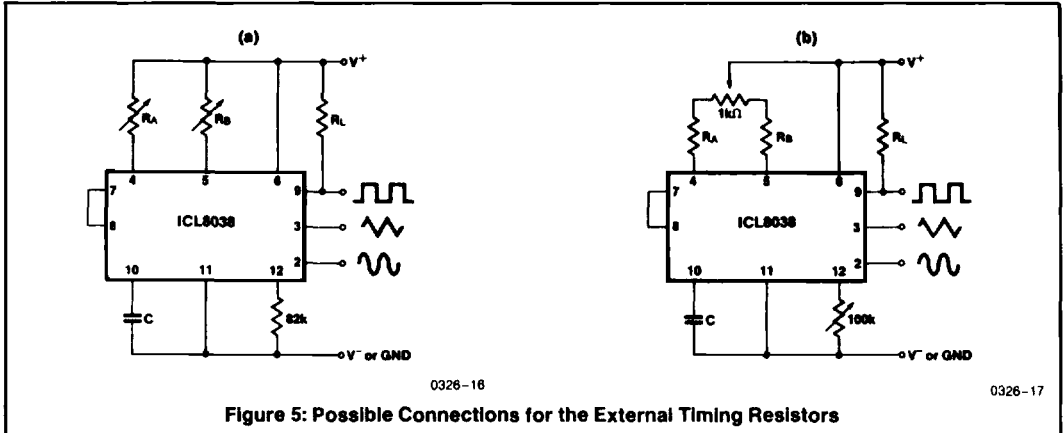 (a)
V+
RA
RB
RL
4
5
6
7
8
9
3
2
ICL8038
10
11
12
C
82k
V− or GND
0326–16
(b)
V+
1kΩ
RA
RB
RL
4
5
6
7
8
9
3
2
ICL8038
10
11
12
C
100k
V− or GND
0326–17
Figure 5: Possible Connections for the External Timing Resistors